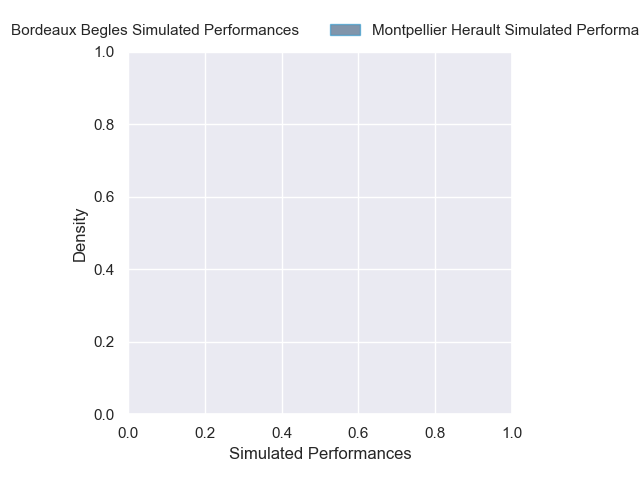 Bordeaux Begles Simulated Performances
Montpellier Herault Simulated Performa
1.0
0.8
0.6
0.4
0.2
0.0
Density
0.0 0.2 0.4 0.6 0.8 1.0
Simulated Performances